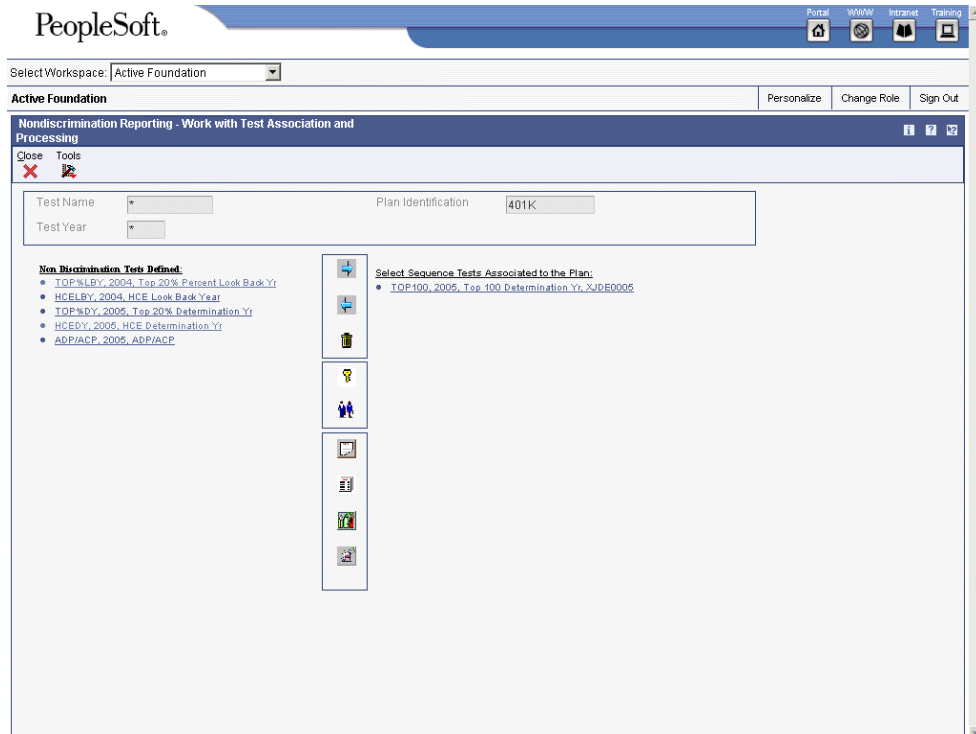 PeopleSoft.
Portal WWW Intranet Training
Select Workspace: Active Foundation
Active Foundation
Personalize Change Role Sign Out
Nondiscrimination Reporting - Work with Test Association and
Processing
Close Tools
Test Name * Plan Identification 401K
Test Year *
Non Discrimination Tests Defined:
TOP%LBY, 2004, Top 20% Percent Look Back Yr
HCELBY, 2004, HCE Look Back Year
TOP%DY, 2005, Top 20% Determination Yr
HCEDY, 2005, HCE Determination Yr
ADP/ACP, 2005, ADP/ACP
Select Sequence Tests Associated to the Plan:
TOP100, 2005, Top 100 Determination Yr, XJDE0005